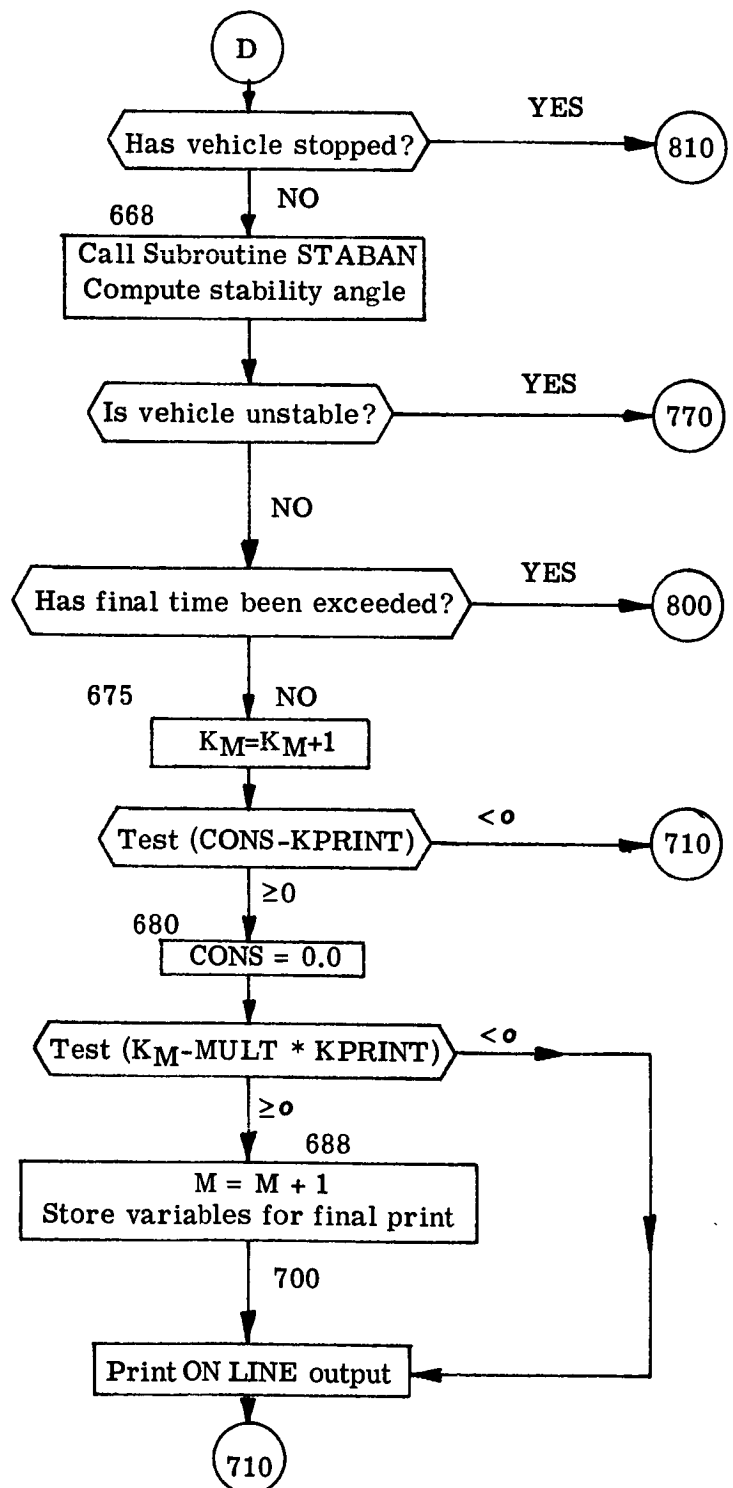 D
Has vehicle stopped?
YES
810
NO
668
Call Subroutine STABAN
Compute stability angle
Is vehicle unstable?
YES
770
NO
Has final time been exceeded?
YES
800
675
NO
KM=KM+1
Test (CONS-KPRINT)
<o
710
≥0
680
CONS = 0.0
Test (KM-MULT * KPRINT)
<o
≥o
688
M = M + 1
Store variables for final print
700
Print ON LINE output
710